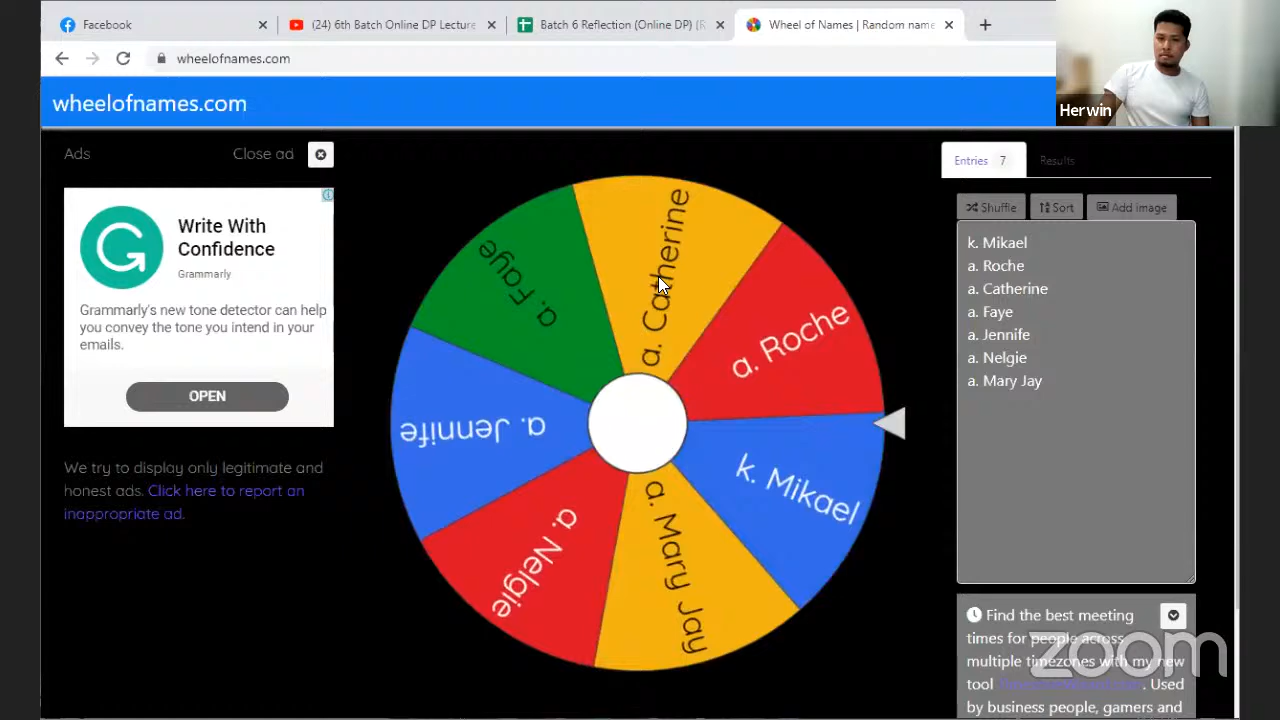 Facebook
(24) 6th Batch Online DP Lecture
Batch 6 Reflection (Online DP) (R
Wheel of Names | Random name
wheelofnames.com
wheelofnames.com
Herwin
Ads
Close ad
Write With
Confidence
Grammarly
Grammarly's new tone detector can help
you convey the tone you intend in your
emails.
OPEN
We try to display only legitimate and
honest ads. Click here to report an
inappropriate ad.
a. Catherine
a. Roche
k. Mikael
a. Mary Jay
a. Nelgie
a. Jennife
a. Faye
Entries 7
Results
Shuffle
Sort
Add image
k. Mikael
a. Roche
a. Catherine
a. Faye
a. Jennife
a. Nelgie
a. Mary Jay
Find the best meeting
times for people across
multiple timezones with my new
tool . Used
by business people, gamers and
zoom